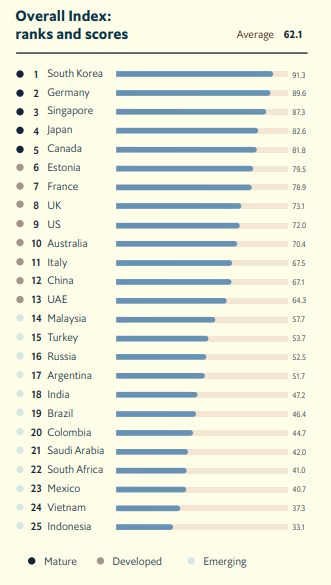 Overall Index:
ranks and scores
Average 62.1
1 South Korea 91.3
2 Germany 89.6
3 Singapore 87.3
4 Japan 82.6
5 Canada 81.8
6 Estonia 79.5
7 France 78.9
8 UK 73.1
9 US 72.0
10 Australia 70.4
11 Italy 67.5
12 China 67.1
13 UAE 64.3
14 Malaysia 57.7
15 Turkey 53.7
16 Russia 52.5
17 Argentina 51.7
18 India 47.2
19 Brazil 46.4
20 Colombia 44.7
21 Saudi Arabia 42.0
22 South Africa 41.0
23 Mexico 40.7
24 Vietnam 37.3
25 Indonesia 33.1
Mature Developed Emerging